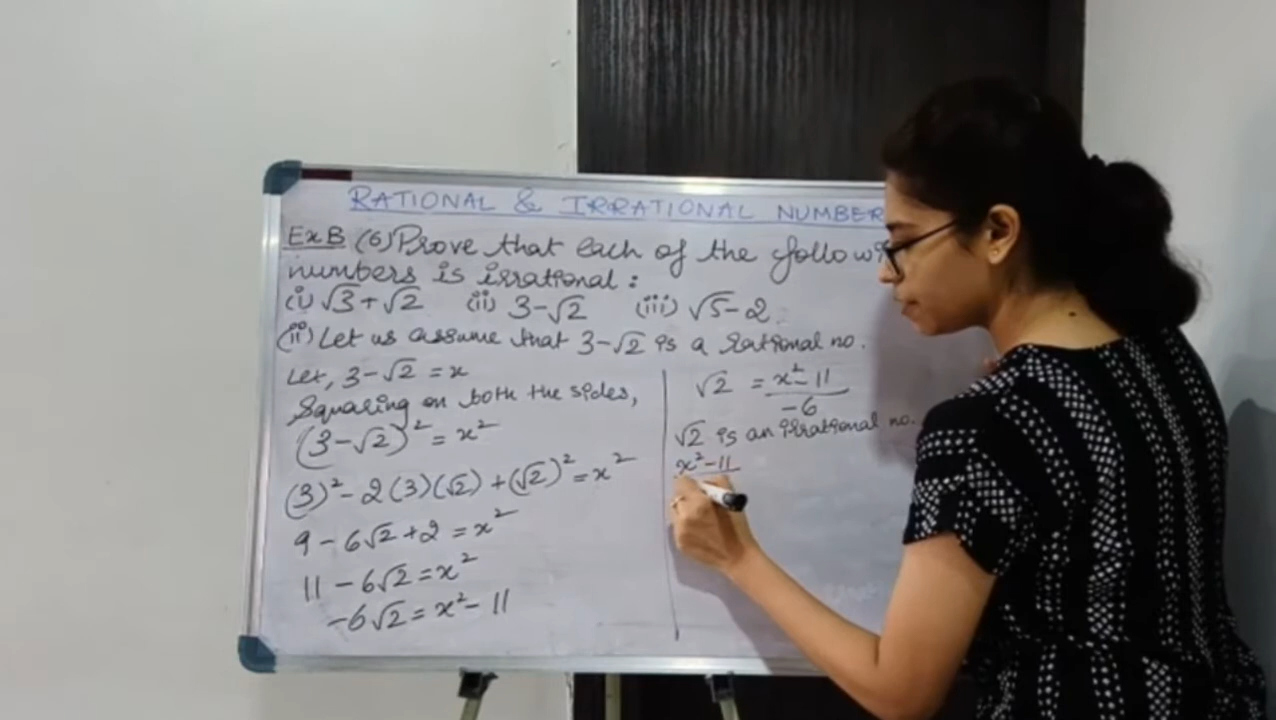 RATIONAL & IRRATIONAL NUMBER
Ex B (6) Prove that each of the follow
numbers is irrational :
(i) √3 + √2 (ii) 3 - √2 (iii) √5 - 2
(ii) Let us assume that 3-√2 is a rational no.
Let, 3 - √2 = x
Squaring on both the sides,
(3 - √2)² = x²
(3)² - 2(3)(√2) + (√2)² = x²
9 - 6√2 + 2 = x²
11 - 6√2 = x²
-6√2 = x² - 11
√2 = x² - 11
-6
√2 is an irrational no.
x² - 11